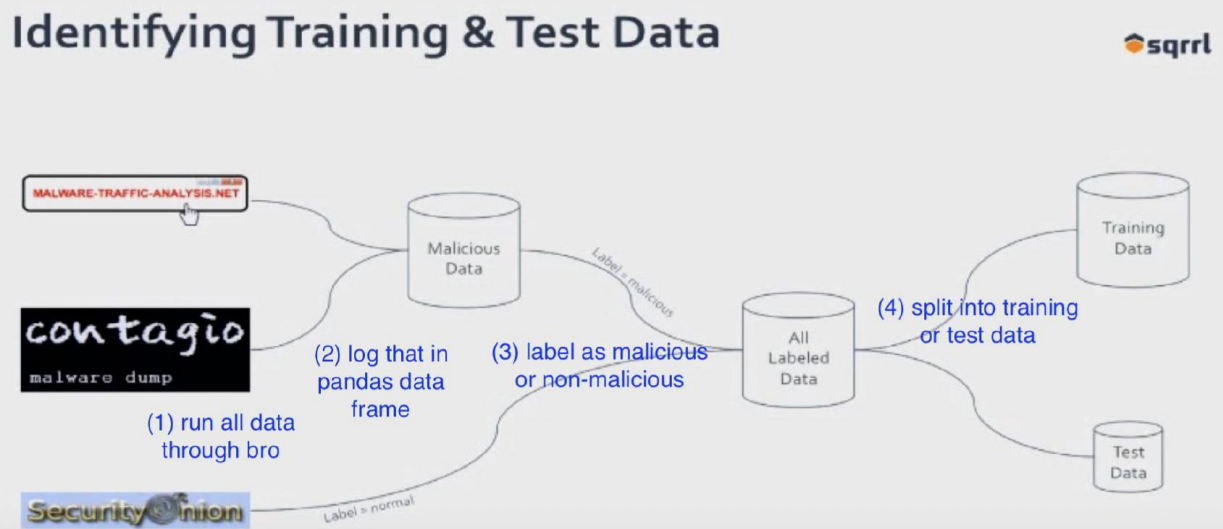 Identifying Training & Test Data
sqrrl
MALWARE-TRAFFIC-ANALYSIS.NET
Malicious
Data
Training
Data
Label = malicious
contagio
malware dump
(1) run all data
through bro
(2) log that in
pandas data
frame
(3) label as malicious
or non-malicious
All
Labeled
Data
(4) split into training
or test data
Test
Data
Security Onion
Label = normal